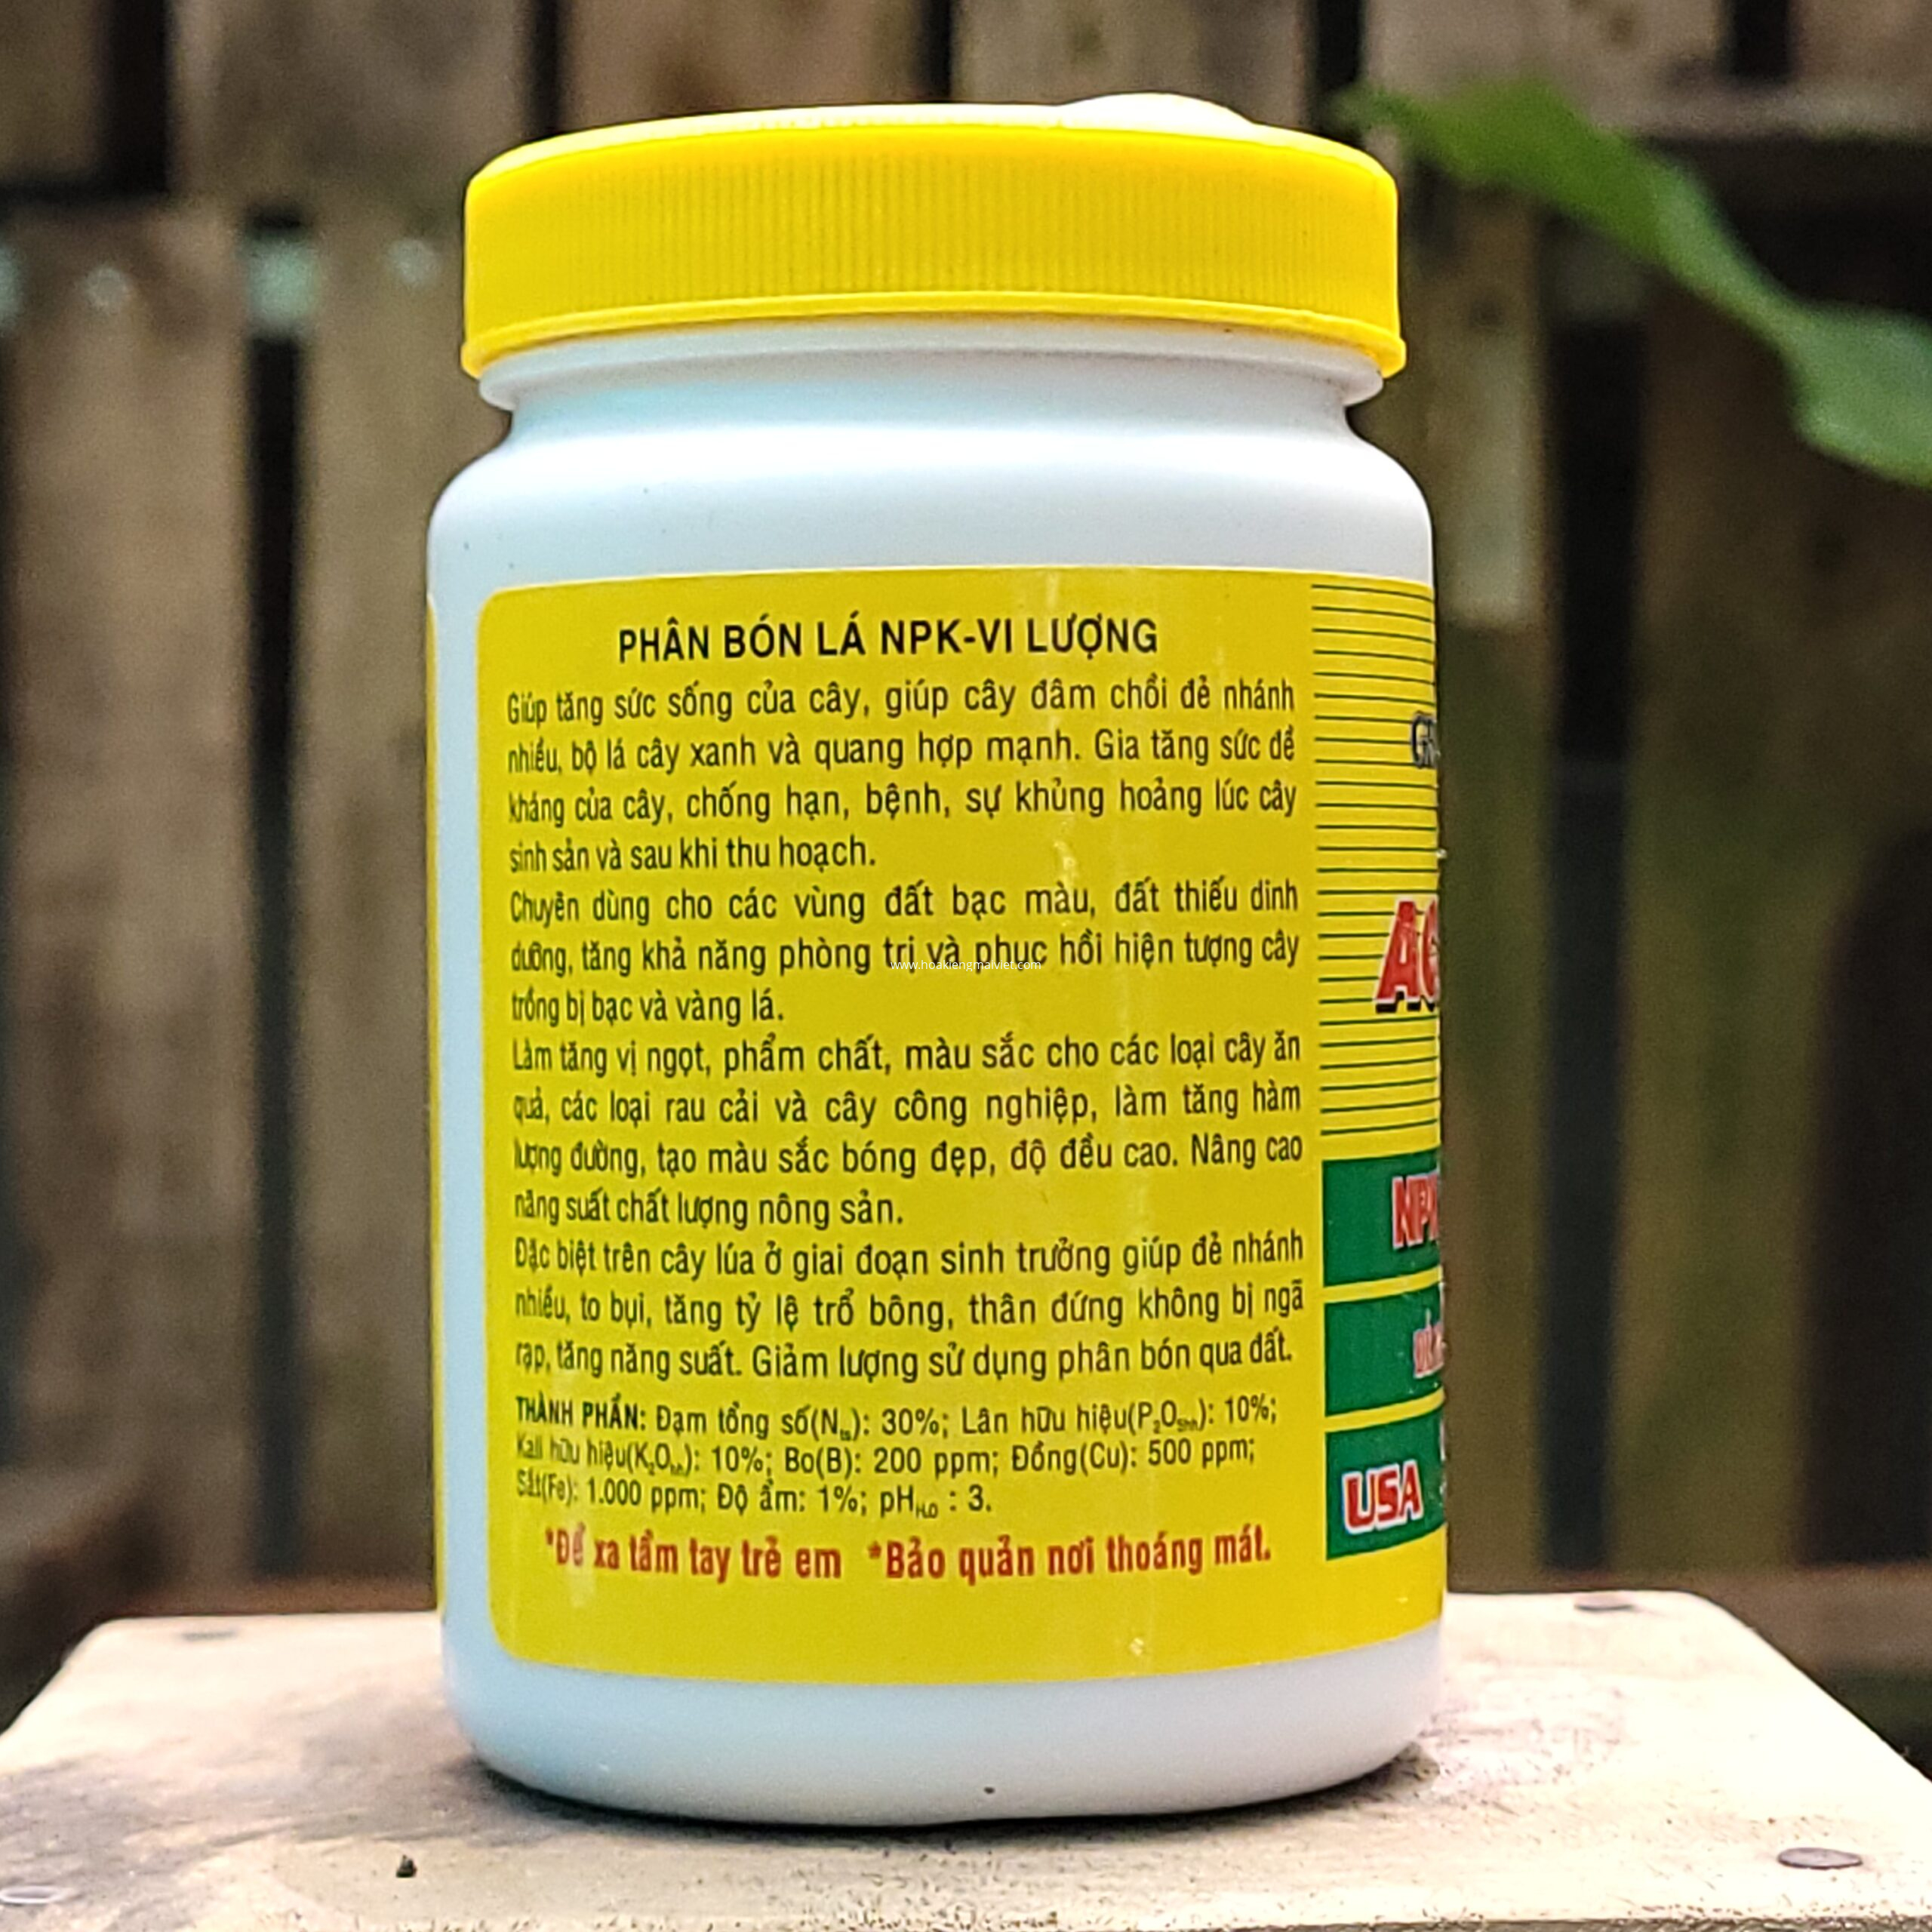 PHÂN BÓN LÁ NPK-VI LƯỢNG
Giúp tăng sức sống của cây, giúp cây đâm chồi đẻ nhánh
nhiều, bộ lá cây xanh và quang hợp mạnh. Gia tăng sức đề
kháng của cây, chống hạn, bệnh, sự khủng hoảng lúc cây
sinh sản và sau khi thu hoạch.
Chuyên dùng cho các vùng đất bạc màu, đất thiếu dinh
dưỡng, tăng khả năng phòng trị và phục hồi hiện tượng cây
www.hoakiengmaiviet.com
trồng bị bạc và vàng lá.
Làm tăng vị ngọt, phẩm chất, màu sắc cho các loại cây ăn
quả, các loại rau cải và cây công nghiệp, làm tăng hàm
lượng đường, tạo màu sắc bóng đẹp, độ đều cao. Nâng cao
năng suất chất lượng nông sản.
Đặc biệt trên cây lúa ở giai đoạn sinh trưởng giúp đẻ nhánh
nhiều, to bụi, tăng tỷ lệ trổ bông, thân đứng không bị ngã
rạp, tăng năng suất. Giảm lượng sử dụng phân bón qua đất.
THÀNH PHẦN: Đạm tổng số(Nts): 30%; Lân hữu hiệu(P2O5hh): 10%;
Kali hữu hiệu(K2Ohh): 10%; Bo(B): 200 ppm; Đồng(Cu): 500 ppm;
Sắt(Fe): 1.000 ppm; Độ ẩm: 1%; pHH2O : 3.
*Để xa tầm tay trẻ em *Bảo quản nơi thoáng mát.
USA